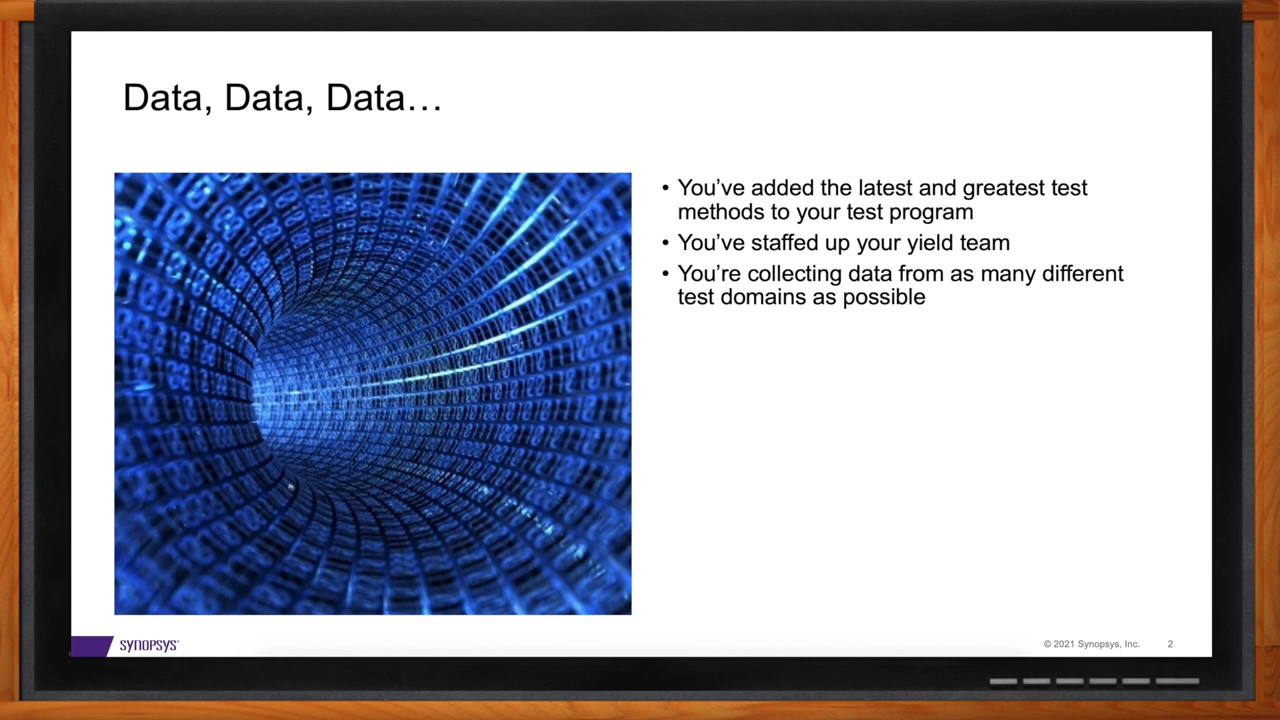 Data, Data, Data…
• You’ve added the latest and greatest test
methods to your test program
• You’ve staffed up your yield team
• You’re collecting data from as many different
test domains as possible
SYNOPSYS®
© 2021 Synopsys, Inc.
2